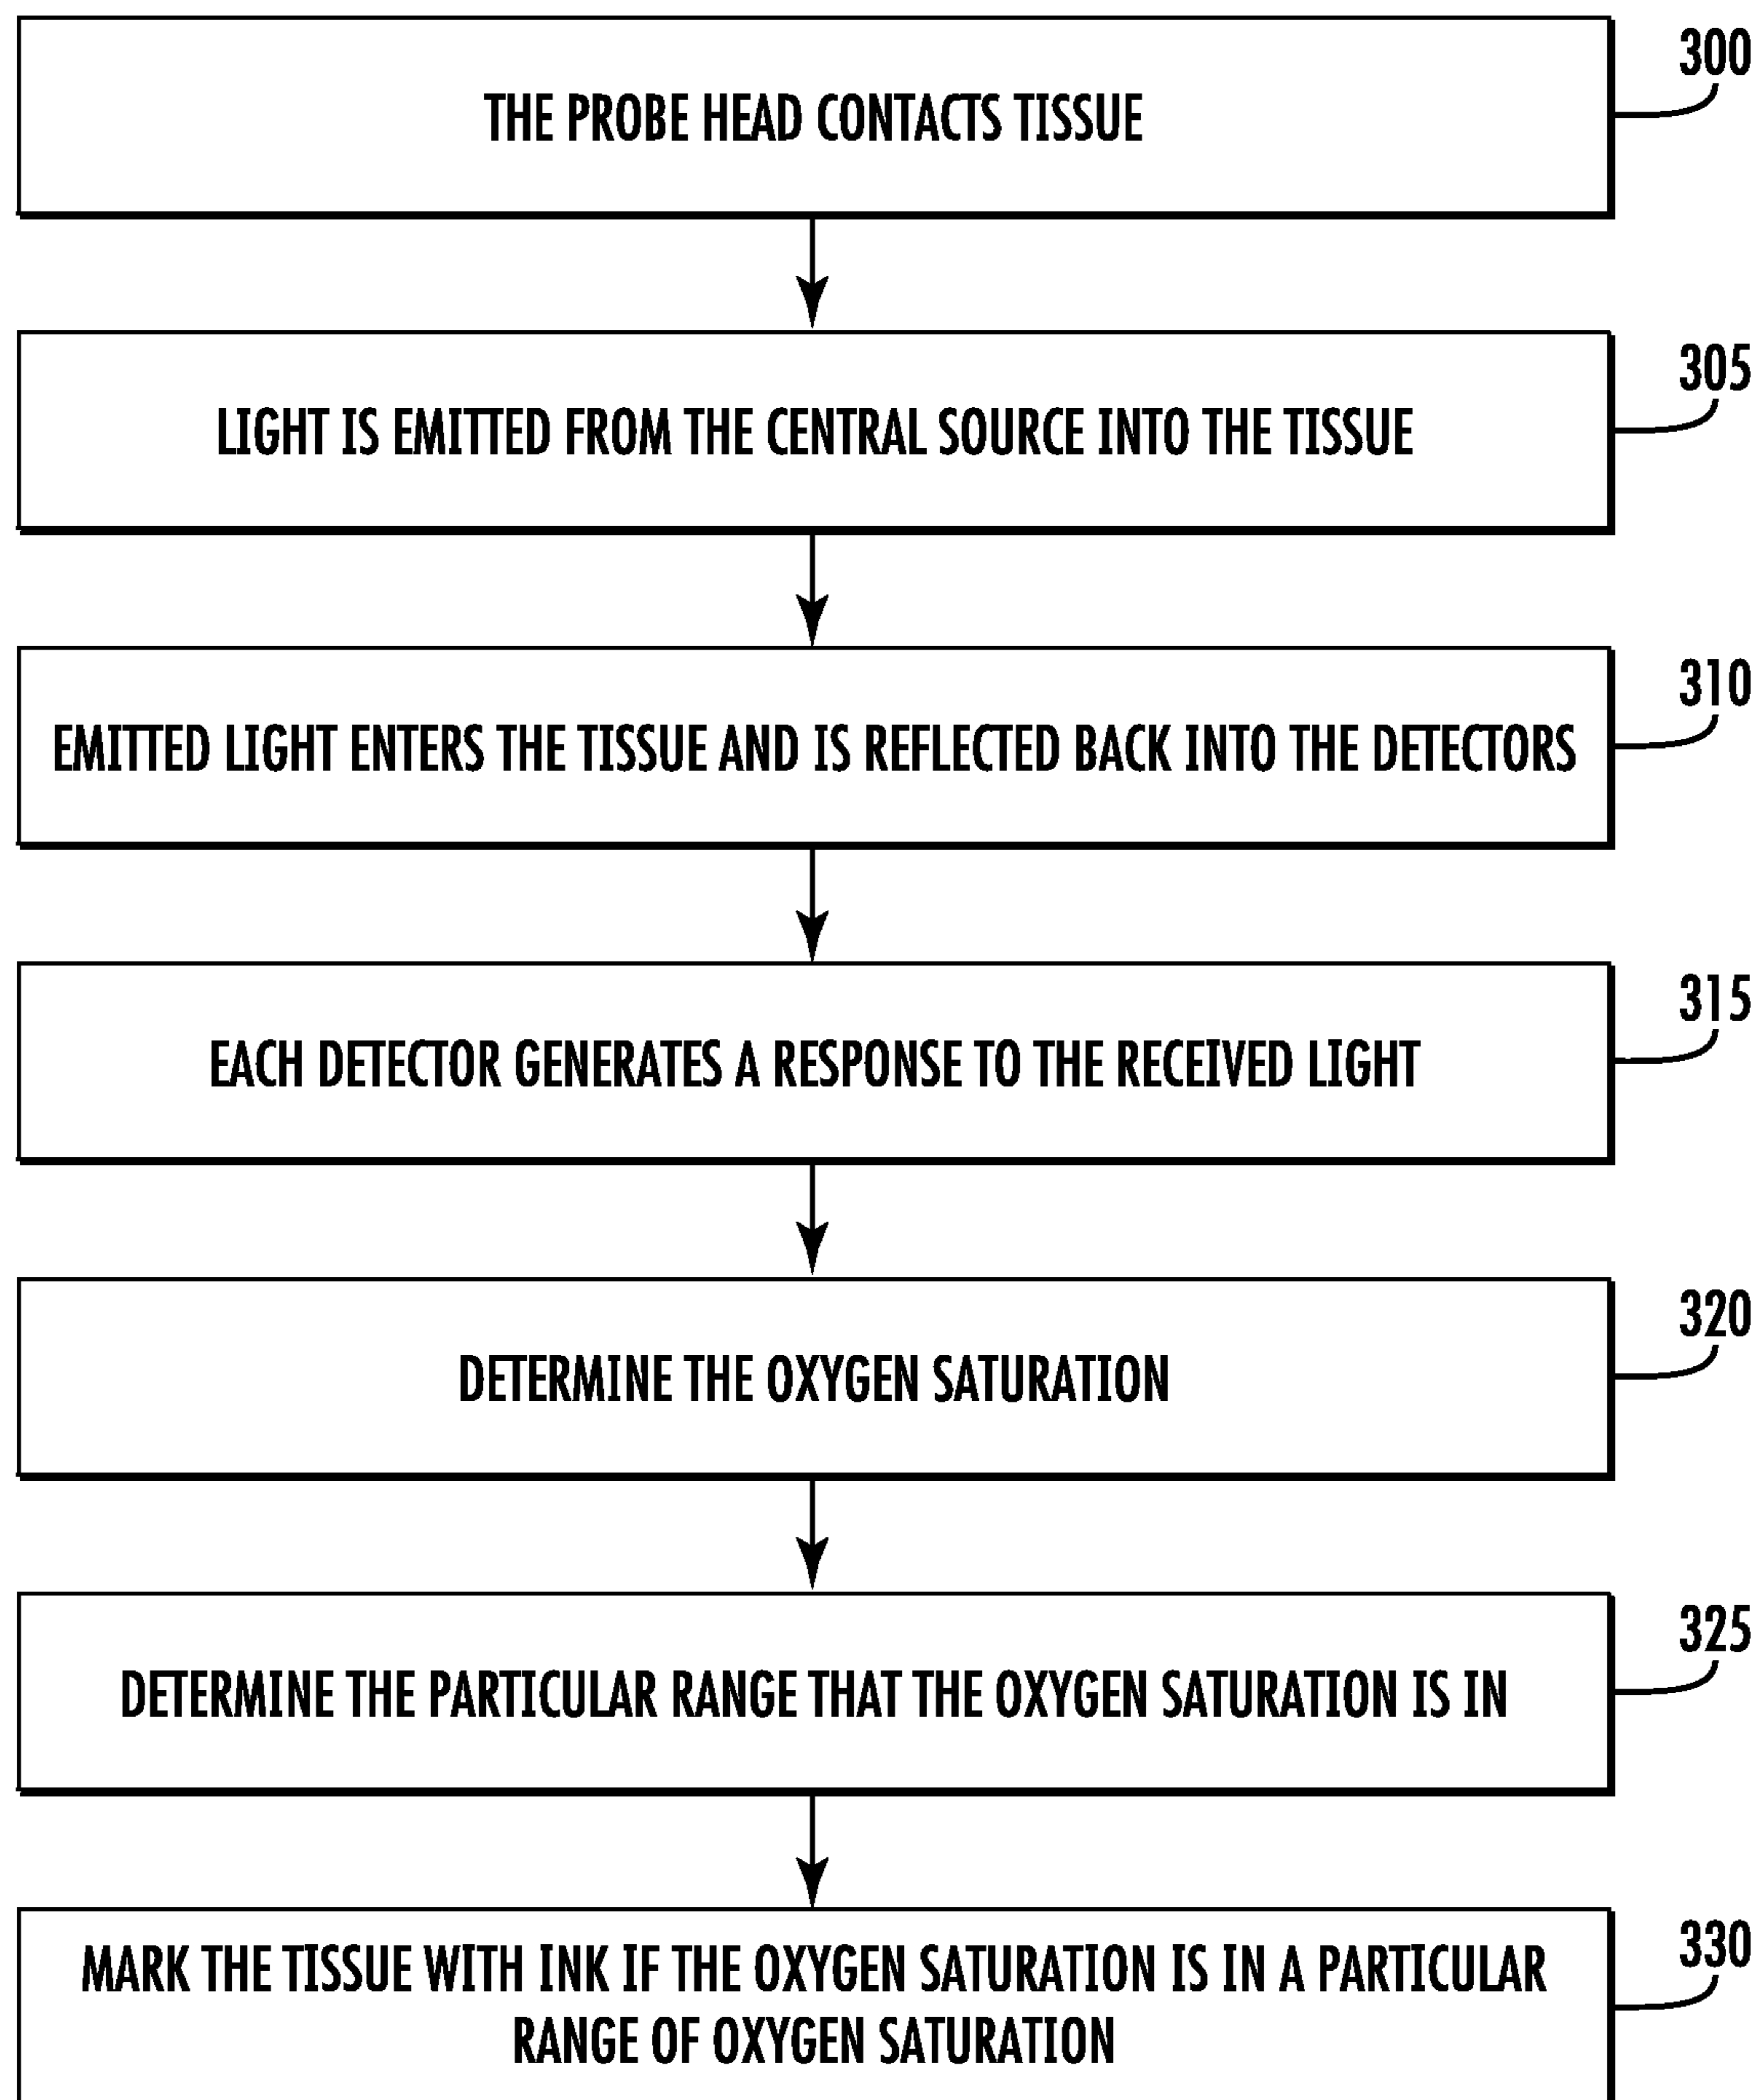 THE PROBE HEAD CONTACTS TISSUE
300
LIGHT IS EMITTED FROM THE CENTRAL SOURCE INTO THE TISSUE
305
EMITTED LIGHT ENTERS THE TISSUE AND IS REFLECTED BACK INTO THE DETECTORS
310
EACH DETECTOR GENERATES A RESPONSE TO THE RECEIVED LIGHT
315
DETERMINE THE OXYGEN SATURATION
320
DETERMINE THE PARTICULAR RANGE THAT THE OXYGEN SATURATION IS IN
325
MARK THE TISSUE WITH INK IF THE OXYGEN SATURATION IS IN A PARTICULAR
RANGE OF OXYGEN SATURATION
330